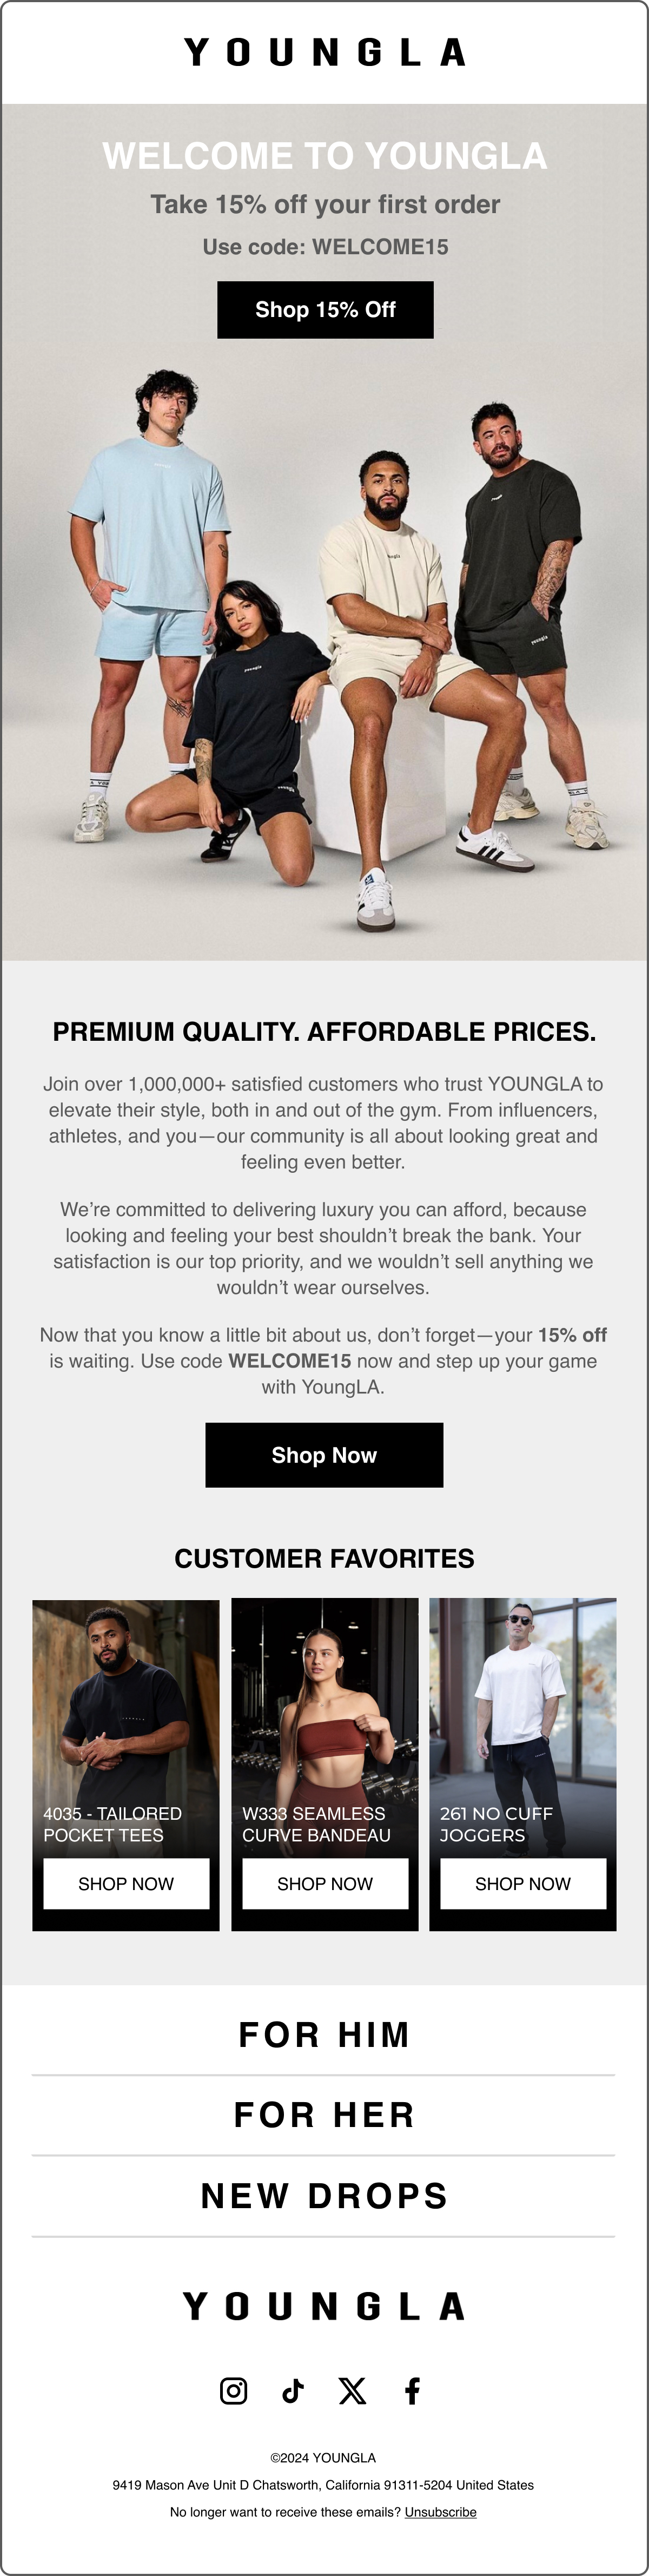 YOUNGLA
WELCOME TO YOUNGLA
Take 15% off your first order
Use code: WELCOME15
Shop 15% Off
youngla
youngla
youngla
PREMIUM QUALITY. AFFORDABLE PRICES.
Join over 1,000,000+ satisfied customers who trust YOUNGLA to
elevate their style, both in and out of the gym. From influencers,
athletes, and you—our community is all about looking great and
feeling even better.
We’re committed to delivering luxury you can afford, because
looking and feeling your best shouldn’t break the bank. Your
satisfaction is our top priority, and we wouldn’t sell anything we
wouldn’t wear ourselves.
Now that you know a little bit about us, don’t forget—your 15% off
is waiting. Use code WELCOME15 now and step up your game
with YoungLA.
Shop Now
CUSTOMER FAVORITES
4035 - TAILORED
POCKET TEES
SHOP NOW
W333 SEAMLESS
CURVE BANDEAU
SHOP NOW
261 NO CUFF
JOGGERS
SHOP NOW
FOR HIM
FOR HER
NEW DROPS
YOUNGLA
©2024 YOUNGLA
9419 Mason Ave Unit D Chatsworth, California 91311-5204 United States
No longer want to receive these emails? Unsubscribe